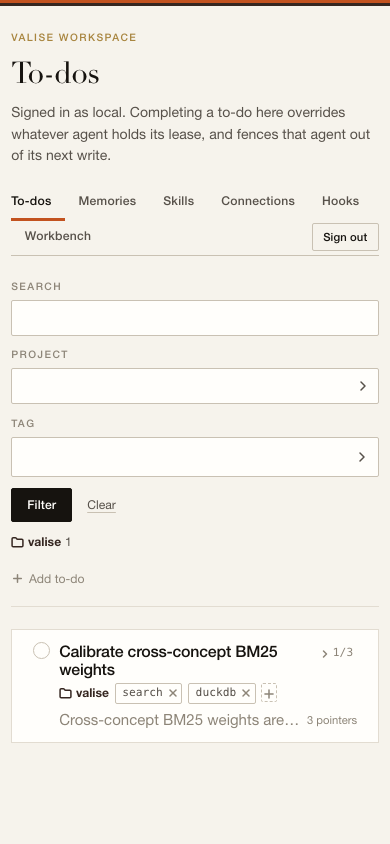 VALISE WORKSPACE
To-dos
Signed in as local. Completing a to-do here overrides
whatever agent holds its lease, and fences that agent out
of its next write.
To-dos Memories Skills Connections Hooks
Workbench Sign out
SEARCH
PROJECT
TAG
Filter Clear
valise 1
+ Add to-do
Calibrate cross-concept BM25 1/3
weights
valise search × duckdb × +
Cross-concept BM25 weights are… 3 pointers